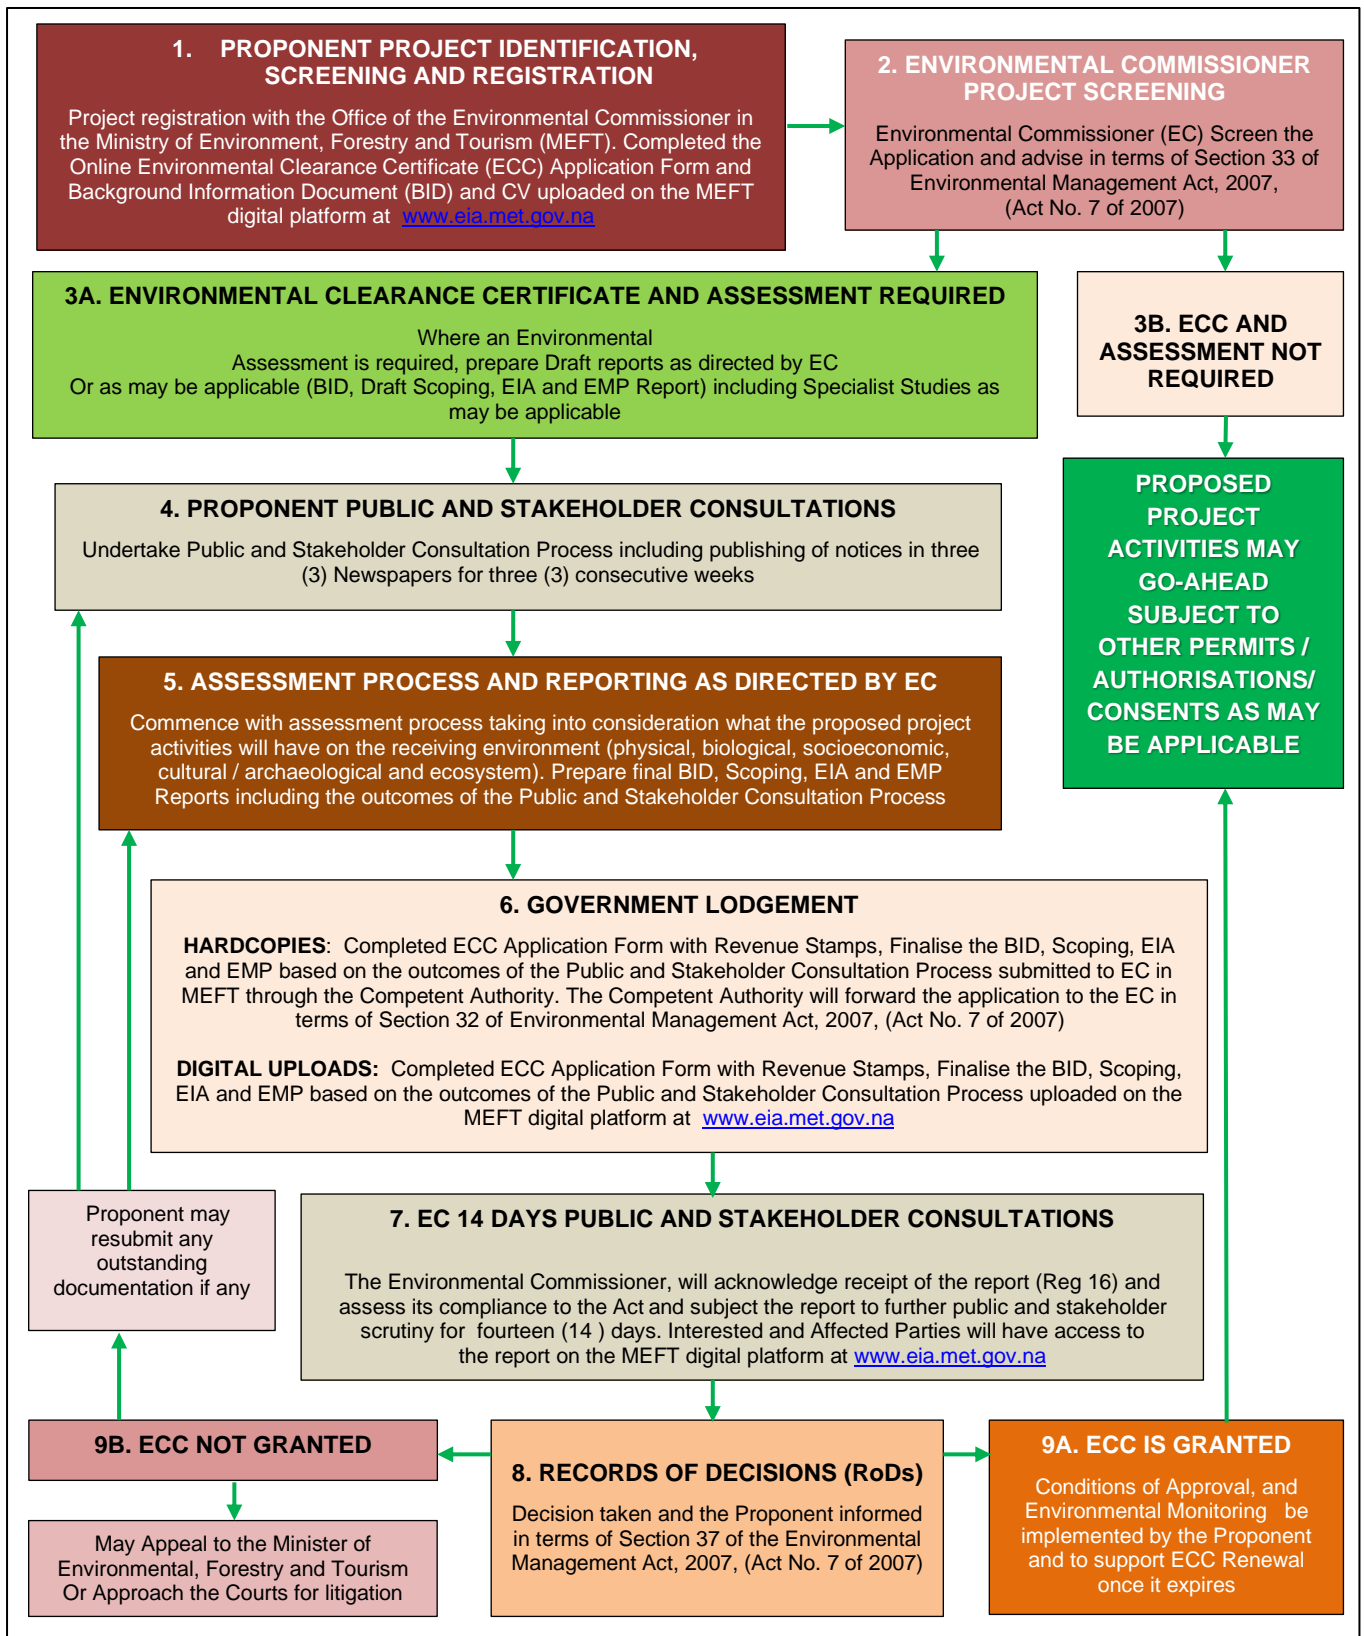 1. PROPONENT PROJECT IDENTIFICATION,
SCREENING AND REGISTRATION
Project registration with the Office of the Environmental Commissioner in
the Ministry of Environment, Forestry and Tourism (MEFT). Completed the
Online Environmental Clearance Certificate (ECC) Application Form and
Background Information Document (BID) and CV uploaded on the MEFT
digital platform at www.eia.met.gov.na
2. ENVIRONMENTAL COMMISSIONER
PROJECT SCREENING
Environmental Commissioner (EC) Screen the
Application and advise in terms of Section 33 of
Environmental Management Act, 2007,
(Act No. 7 of 2007)
3A. ENVIRONMENTAL CLEARANCE CERTIFICATE AND ASSESSMENT REQUIRED
Where an Environmental
Assessment is required, prepare Draft reports as directed by EC
Or as may be applicable (BID, Draft Scoping, EIA and EMP Report) including Specialist Studies as
may be applicable
3B. ECC AND
ASSESSMENT NOT
REQUIRED
4. PROPONENT PUBLIC AND STAKEHOLDER CONSULTATIONS
Undertake Public and Stakeholder Consultation Process including publishing of notices in three
(3) Newspapers for three (3) consecutive weeks
PROPOSED
PROJECT
ACTIVITIES MAY
GO-AHEAD
SUBJECT TO
OTHER PERMITS /
AUTHORISATIONS/
CONSENTS AS MAY
BE APPLICABLE
5. ASSESSMENT PROCESS AND REPORTING AS DIRECTED BY EC
Commence with assessment process taking into consideration what the proposed project
activities will have on the receiving environment (physical, biological, socioeconomic,
cultural / archaeological and ecosystem). Prepare final BID, Scoping, EIA and EMP
Reports including the outcomes of the Public and Stakeholder Consultation Process
6. GOVERNMENT LODGEMENT
HARDCOPIES: Completed ECC Application Form with Revenue Stamps, Finalise the BID, Scoping, EIA
and EMP based on the outcomes of the Public and Stakeholder Consultation Process submitted to EC in
MEFT through the Competent Authority. The Competent Authority will forward the application to the EC in
terms of Section 32 of Environmental Management Act, 2007, (Act No. 7 of 2007)
DIGITAL UPLOADS: Completed ECC Application Form with Revenue Stamps, Finalise the BID, Scoping,
EIA and EMP based on the outcomes of the Public and Stakeholder Consultation Process uploaded on the
MEFT digital platform at www.eia.met.gov.na
Proponent may
resubmit any
outstanding
documentation if any
7. EC 14 DAYS PUBLIC AND STAKEHOLDER CONSULTATIONS
The Environmental Commissioner, will acknowledge receipt of the report (Reg 16) and
assess its compliance to the Act and subject the report to further public and stakeholder
scrutiny for fourteen (14 ) days. Interested and Affected Parties will have access to
the report on the MEFT digital platform at www.eia.met.gov.na
9B. ECC NOT GRANTED
May Appeal to the Minister of
Environmental, Forestry and Tourism
Or Approach the Courts for litigation
8. RECORDS OF DECISIONS (RoDs)
Decision taken and the Proponent informed
in terms of Section 37 of the Environmental
Management Act, 2007, (Act No. 7 of 2007)
9A. ECC IS GRANTED
Conditions of Approval, and
Environmental Monitoring be
implemented by the Proponent
and to support ECC Renewal
once it expires